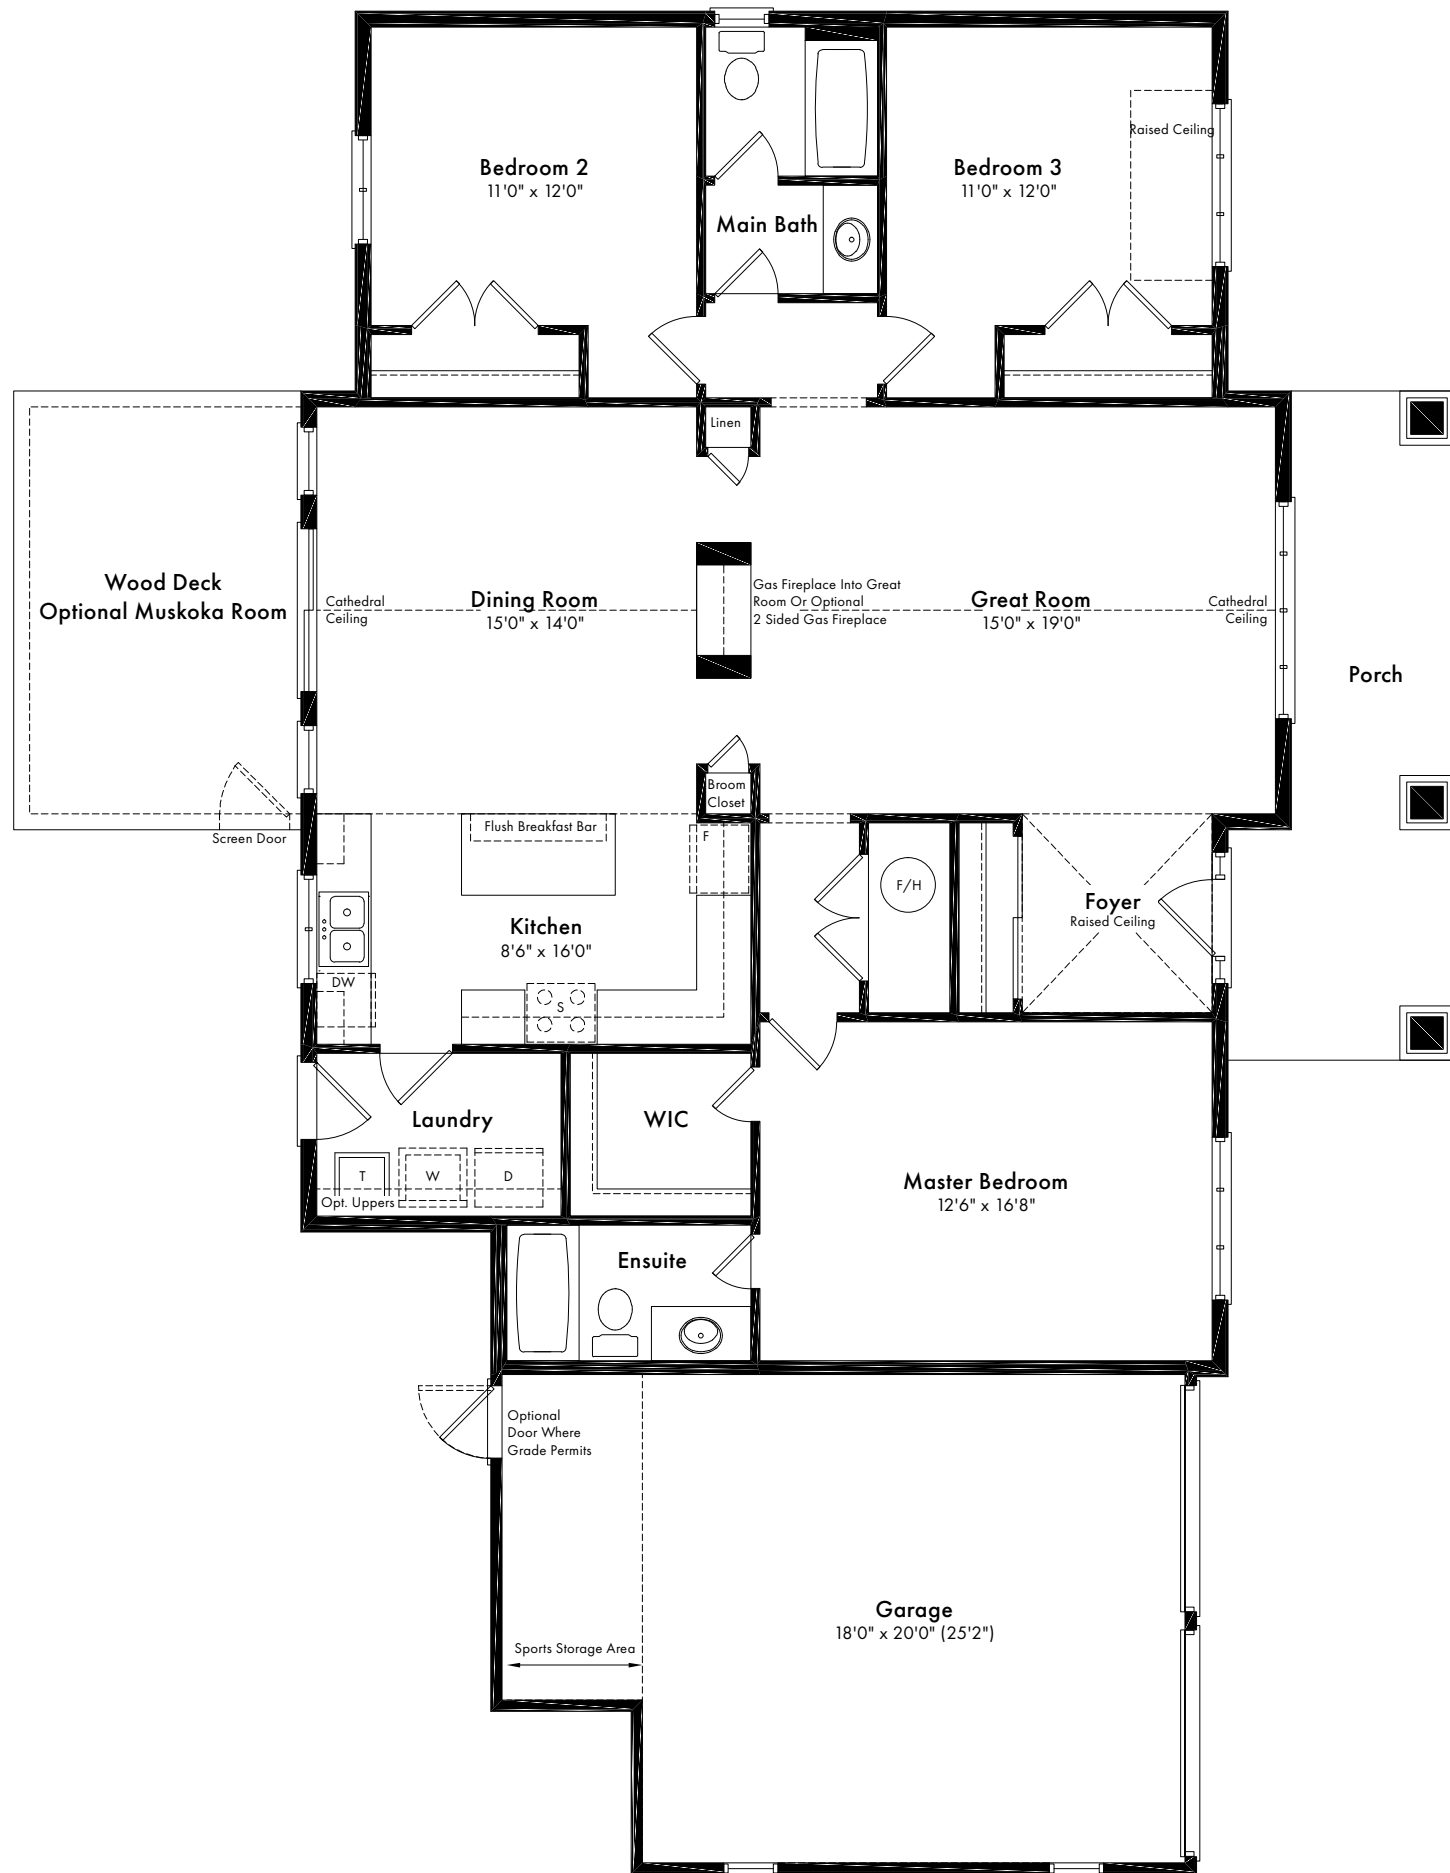 Raised Ceiling
Bedroom 2
11'0" x 12'0"
Bedroom 3
11'0" x 12'0"
Main Bath
Linen
Wood Deck
Optional Muskoka Room
Cathedral
Ceiling
Dining Room
15'0" x 14'0"
Gas Fireplace Into Great
Room Or Optional
2 Sided Gas Fireplace
Great Room
15'0" x 19'0"
Cathedral
Ceiling
Porch
Broom
Closet
Screen Door
Flush Breakfast Bar
F
F/H
Foyer
Raised Ceiling
Kitchen
8'6" x 16'0"
DW
S
Laundry
WIC
T
W
D
Opt. Uppers
Master Bedroom
12'6" x 16'8"
Ensuite
Optional
Door Where
Grade Permits
Garage
18'0" x 20'0" (25'2")
Sports Storage Area